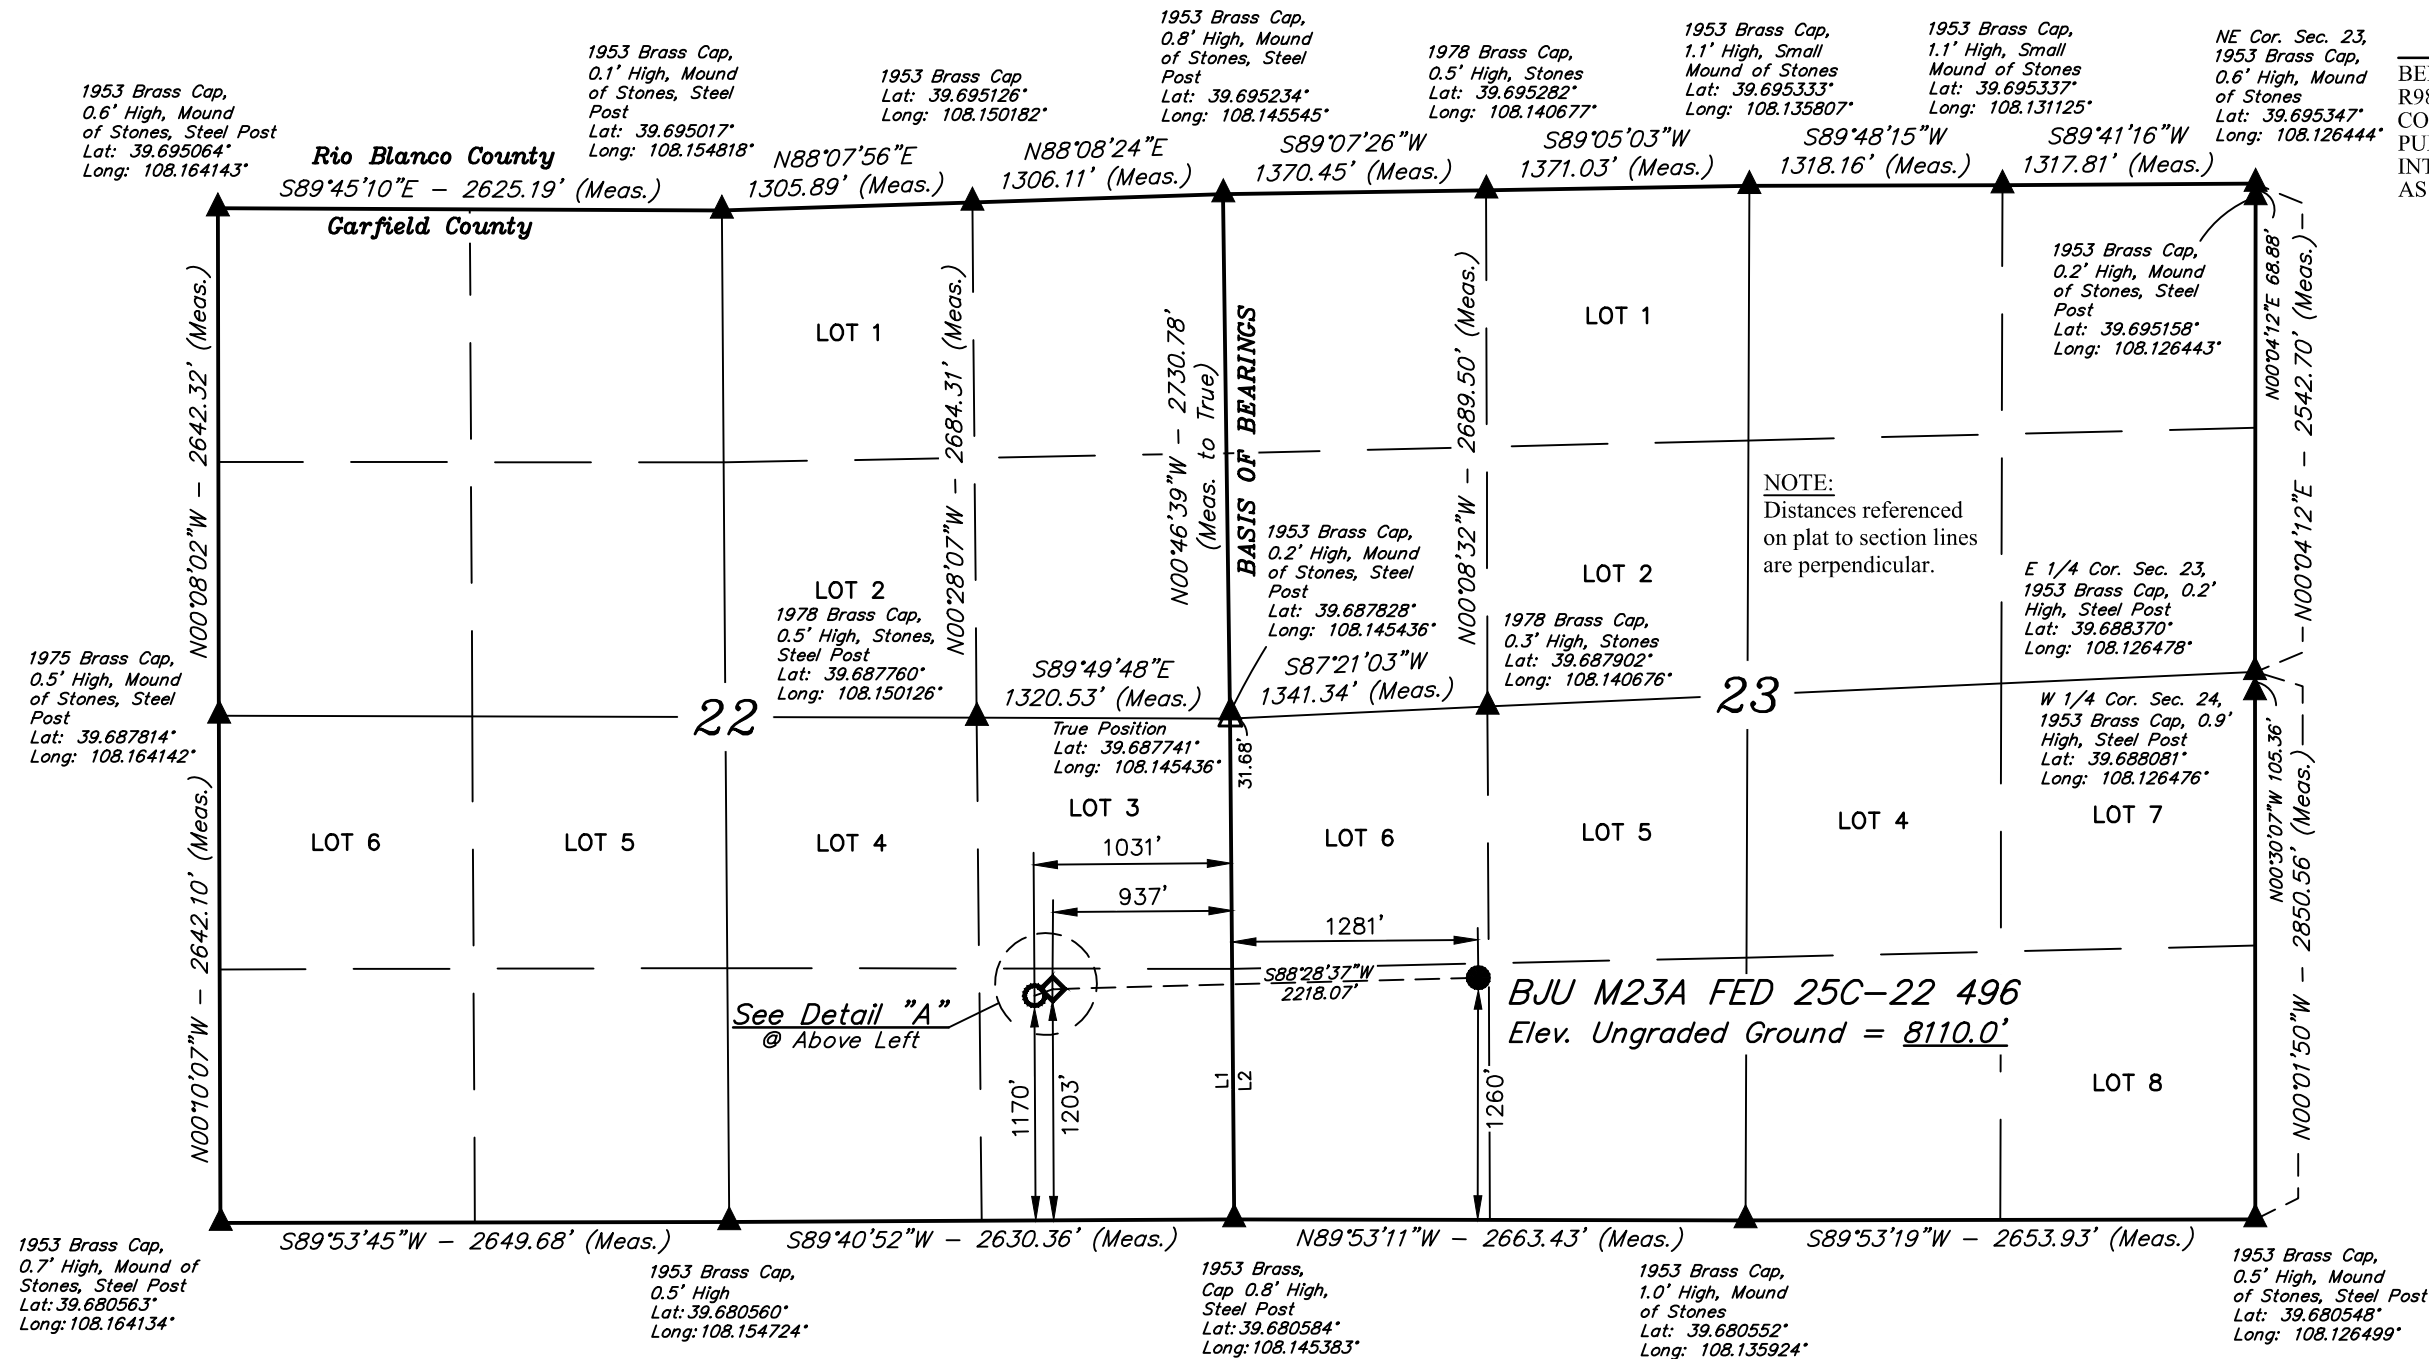 1953 Brass Cap,
0.6' High, Mound
of Stones, Steel Post
Lat: 39.695064°
Long: 108.164143°
1953 Brass Cap,
0.1' High, Mound
of Stones, Steel
Post
Lat: 39.695017°
Long: 108.154818°
1953 Brass Cap
Lat: 39.695126°
Long: 108.150182°
1953 Brass Cap,
0.8' High, Mound
of Stones, Steel
Post
Lat: 39.695234°
Long: 108.145545°
1978 Brass Cap,
0.5' High, Stones
Lat: 39.695282°
Long: 108.140677°
1953 Brass Cap,
1.1' High, Small
Mound of Stones
Lat: 39.695333°
Long: 108.135807°
1953 Brass Cap,
1.1' High, Small
Mound of Stones
Lat: 39.695337°
Long: 108.131125°
NE Cor. Sec. 23,
1953 Brass Cap,
0.6' High, Mound
of Stones
Lat: 39.695347°
Long: 108.126444°
Rio Blanco County
S89°45'10"E - 2625.19' (Meas.)
Garfield County
N88°07'56"E
1305.89' (Meas.)
N88°08'24"E
1306.11' (Meas.)
S89°07'26"W
1370.45' (Meas.)
S89°05'03"W
1371.03' (Meas.)
S89°48'15"W
1318.16' (Meas.)
S89°41'16"W
1317.81' (Meas.)
N00°08'02"W - 2642.32' (Meas.)
LOT 1
N00°28'07"W - 2684.31' (Meas.)
N00°46'39"W - 2730.78'
(Meas. to True)
BASIS OF BEARINGS
N00°08'32"W - 2689.50' (Meas.)
LOT 1
1953 Brass Cap,
0.2' High, Mound
of Stones, Steel
Post
Lat: 39.695158°
Long: 108.126443°
N00°04'12"E 68.88'
N00°04'12"E - 2542.70' (Meas.)
NOTE:
Distances referenced
on plat to section lines
are perpendicular.
LOT 2
1978 Brass Cap,
0.5' High, Stones,
Steel Post
Lat: 39.687760°
Long: 108.150126°
1953 Brass Cap,
0.2' High, Mound
of Stones, Steel
Post
Lat: 39.687828°
Long: 108.145436°
LOT 2
1978 Brass Cap,
0.3' High, Stones
Lat: 39.687902°
Long: 108.140676°
E 1/4 Cor. Sec. 23,
1953 Brass Cap, 0.2'
High, Steel Post
Lat: 39.688370°
Long: 108.126478°
1975 Brass Cap,
0.5' High, Mound
of Stones, Steel
Post
Lat: 39.687814°
Long: 108.164142°
22
S89°49'48"E
1320.53' (Meas.)
S87°21'03"W
1341.34' (Meas.)
23
True Position
Lat: 39.687741°
Long: 108.145436°
31.68'
W 1/4 Cor. Sec. 24,
1953 Brass Cap, 0.9'
High, Steel Post
Lat: 39.688081°
Long: 108.126476°
N00°30'07"W 105.36'
N00°01'50"W - 2850.56' (Meas.)
N00°10'07"W - 2642.10' (Meas.)
LOT 6
LOT 5
LOT 4
LOT 3
LOT 6
LOT 5
LOT 4
LOT 7
1031'
937'
1281'
S88°28'37"W
2218.07'
See Detail "A"
@ Above Left
BJU M23A FED 25C-22 496
Elev. Ungraded Ground = 8110.0'
1170'
1203'
L1
L2
1260'
LOT 8
S89°53'45"W - 2649.68' (Meas.)
S89°40'52"W - 2630.36' (Meas.)
N89°53'11"W - 2663.43' (Meas.)
S89°53'19"W - 2653.93' (Meas.)
1953 Brass Cap,
0.7' High, Mound of
Stones, Steel Post
Lat: 39.680563°
Long: 108.164134°
1953 Brass Cap,
0.5' High
Lat: 39.680560°
Long: 108.154724°
1953 Brass,
Cap 0.8' High,
Steel Post
Lat: 39.680584°
Long: 108.145383°
1953 Brass Cap,
1.0' High, Mound
of Stones
Lat: 39.680552°
Long: 108.135924°
1953 Brass Cap,
0.5' High, Mound
of Stones, Steel Post
Lat: 39.680548°
Long: 108.126499°